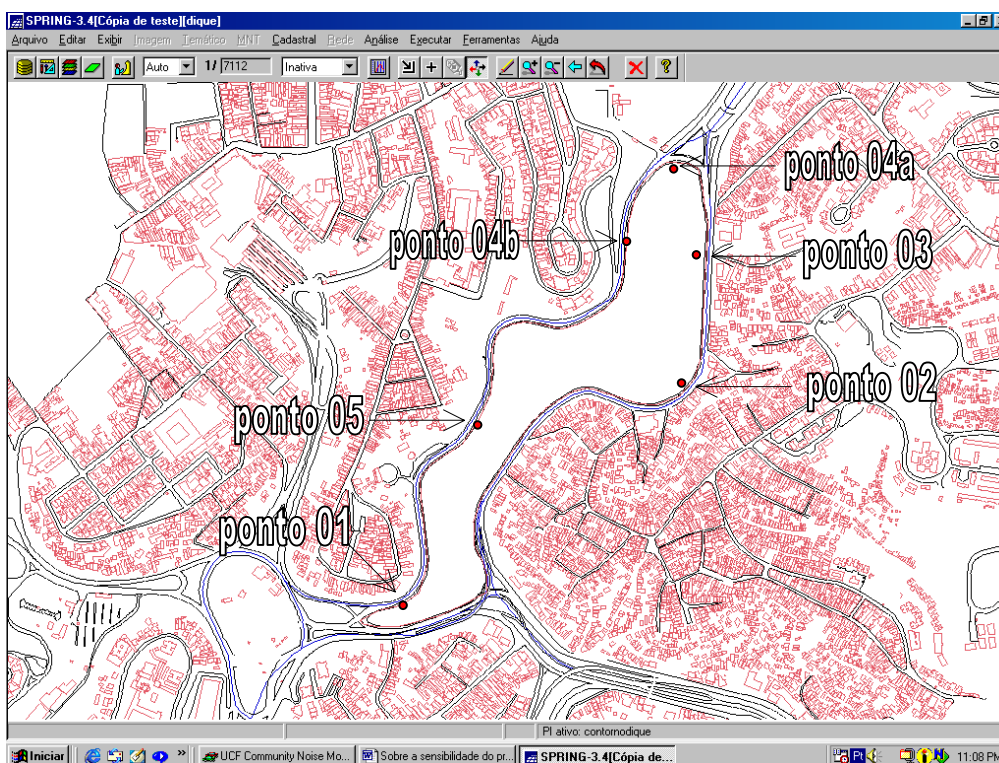 SPRING-3.4[Cópia de teste][dique]
Arquivo Editar Exibir Imagem Temático MNT Cadastral Rede Análise Executar Ferramentas Ajuda
Auto 1/ 7112 Inativa
ponto 04a
ponto 04b
ponto 03
ponto 02
ponto 05
ponto 01
PI ativo: contornodique
Iniciar » UCF Community Noise Mo... Sobre a sensibilidade do pr... SPRING-3.4[Cópia de... Pt 11:08 PM